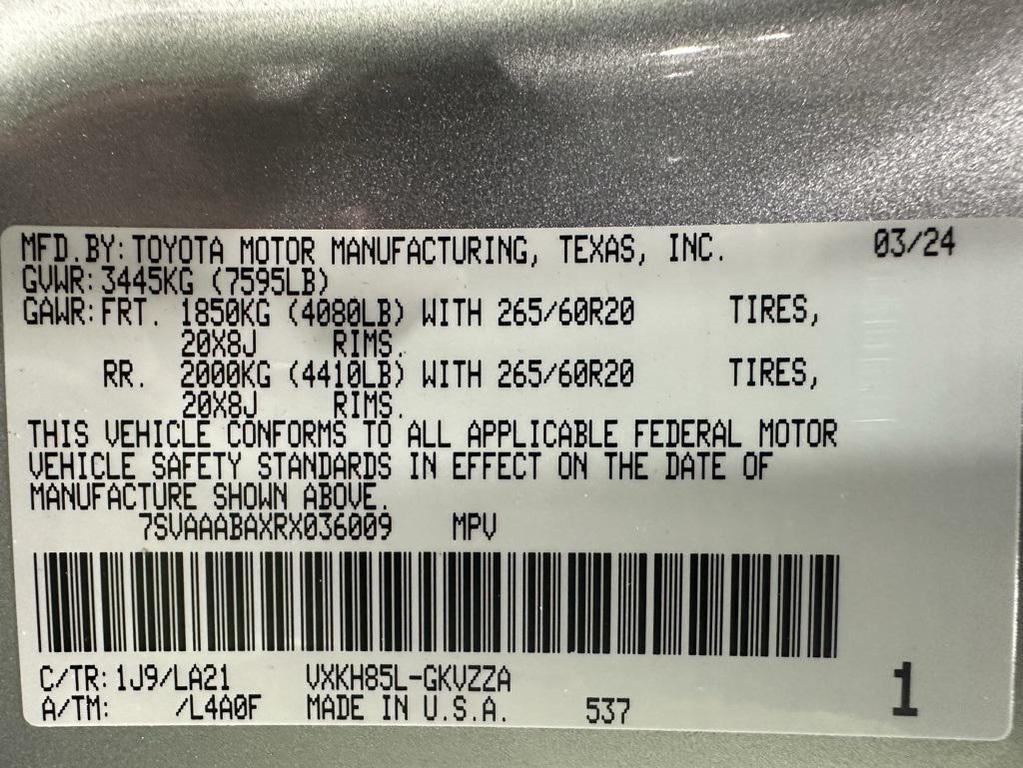 MFD.BY: TOYOTA MOTOR MANUFACTURING, TEXAS, INC. 03/24
GVWR: 3445KG (7595LB)
GAWR: FRT. 1850KG (4080LB) WITH 265/60R20 TIRES,
20X8J RIMS.
RR. 2000KG (4410LB) WITH 265/60R20 TIRES,
20X8J RIMS.
THIS VEHICLE CONFORMS TO ALL APPLICABLE FEDERAL MOTOR
VEHICLE SAFETY STANDARDS IN EFFECT ON THE DATE OF
MANUFACTURE SHOWN ABOVE.
7SVAAABAXRX036009 MPV
C/TR: 1J9/LA21 VXKH85L-GKVZZA
A/TM: /L4A0F MADE IN U.S.A. 537 1